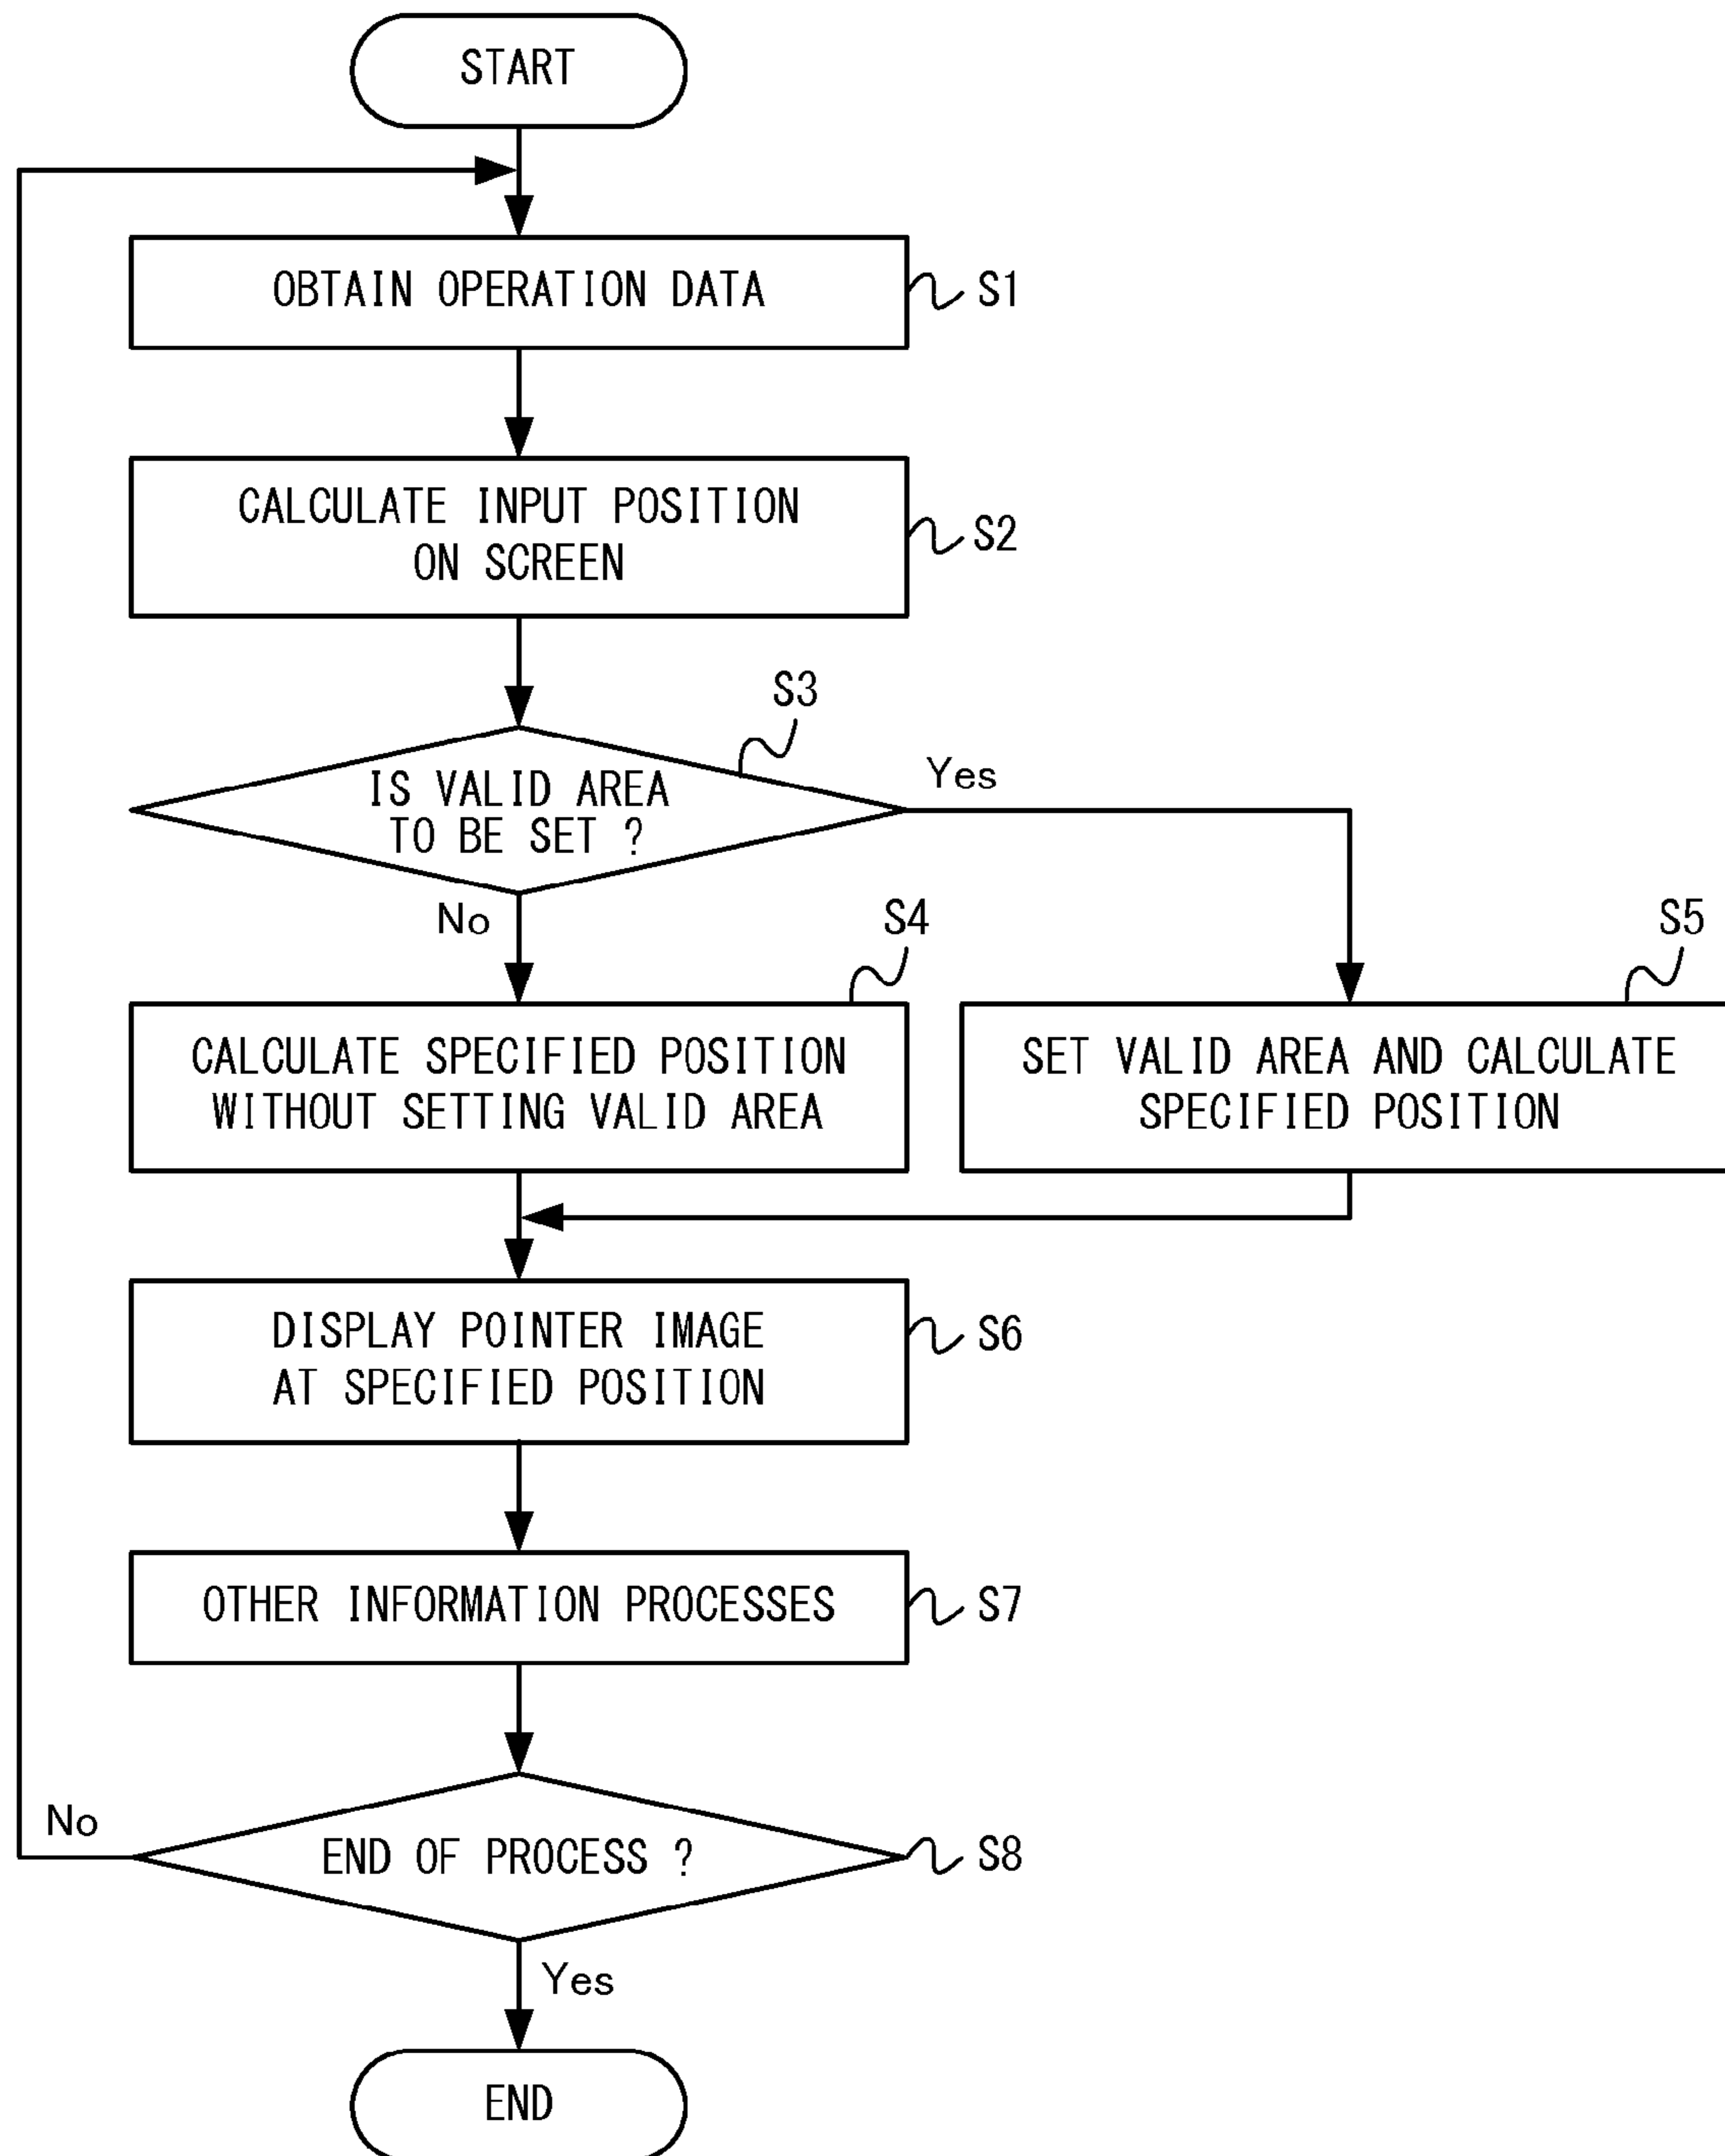 START
OBTAIN OPERATION DATA
S1
CALCULATE INPUT POSITION
ON SCREEN
S2
S3
IS VALID AREA
TO BE SET ?
Yes
No
S4
S5
CALCULATE SPECIFIED POSITION
WITHOUT SETTING VALID AREA
SET VALID AREA AND CALCULATE
SPECIFIED POSITION
DISPLAY POINTER IMAGE
AT SPECIFIED POSITION
S6
OTHER INFORMATION PROCESSES
S7
No
END OF PROCESS ?
S8
Yes
END